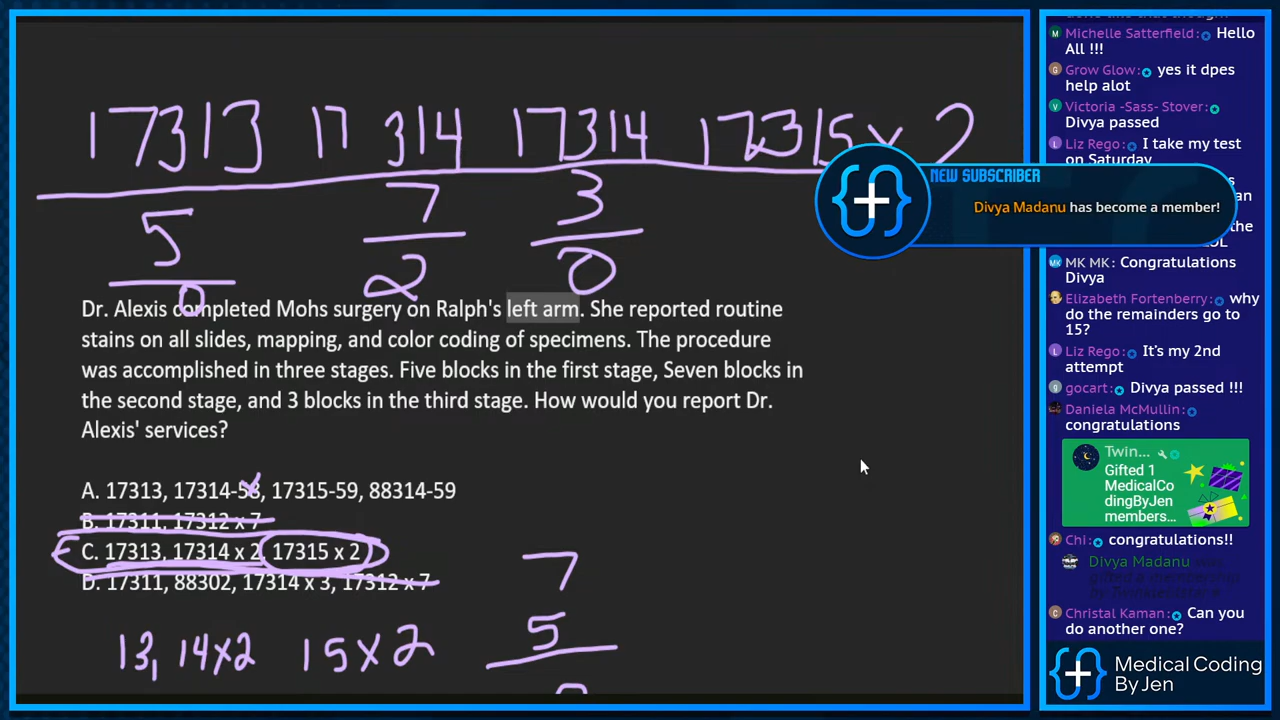 17313 17314 17314 17315 x 2
5 7 3
0 2 0
Dr. Alexis completed Mohs surgery on Ralph's left arm. She reported routine
stains on all slides, mapping, and color coding of specimens. The procedure
was accomplished in three stages. Five blocks in the first stage, Seven blocks in
the second stage, and 3 blocks in the third stage. How would you report Dr.
Alexis' services?
A. 17313, 17314-59, 17315-59, 88314-59
B. 17311, 17312 x 7
C. 17313, 17314 x 2, 17315 x 2
D. 17311, 88302, 17314 x 3, 17312 x 7
7
5
13, 14x2 15x2
NEW SUBSCRIBER
Divya Madanu has become a member!
Michelle Satterfield: Hello
All !!!
Grow Glow: yes it dpes
help alot
Victoria -Sass- Stover:
Divya passed
Liz Rego: I take my test
on Saturday
MK MK: Congratulations
Divya
Elizabeth Fortenberry: why
do the remainders go to
15?
Liz Rego: It's my 2nd
attempt
gocart: Divya passed !!!
Daniela McMullin:
congratulations
Twin...
Gifted 1
MedicalCo
dingByJen
members...
Chi: congratulations!!
Divya Madanu was
Christal Kaman: Can you
do another one?
Medical Coding
By Jen